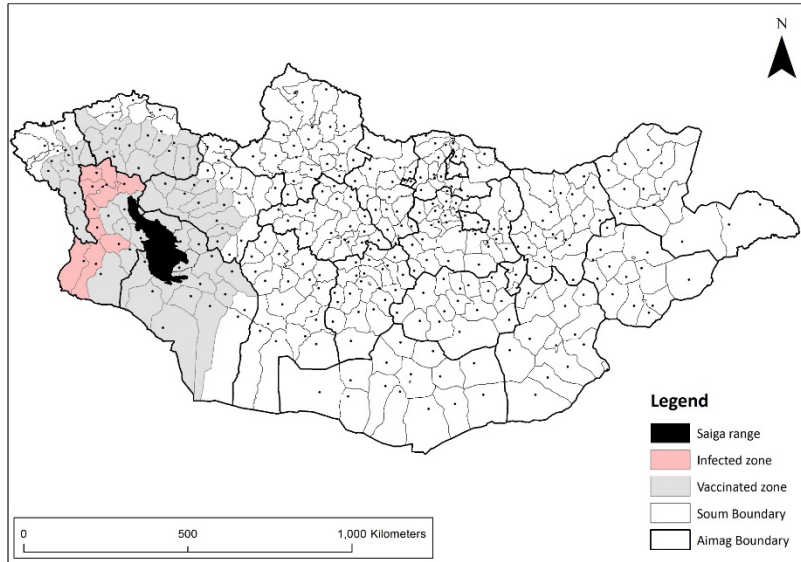 N
Legend
Saiga range
Infected zone
Vaccinated zone
Soum Boundary
Aimag Boundary
0 500 1,000 Kilometers